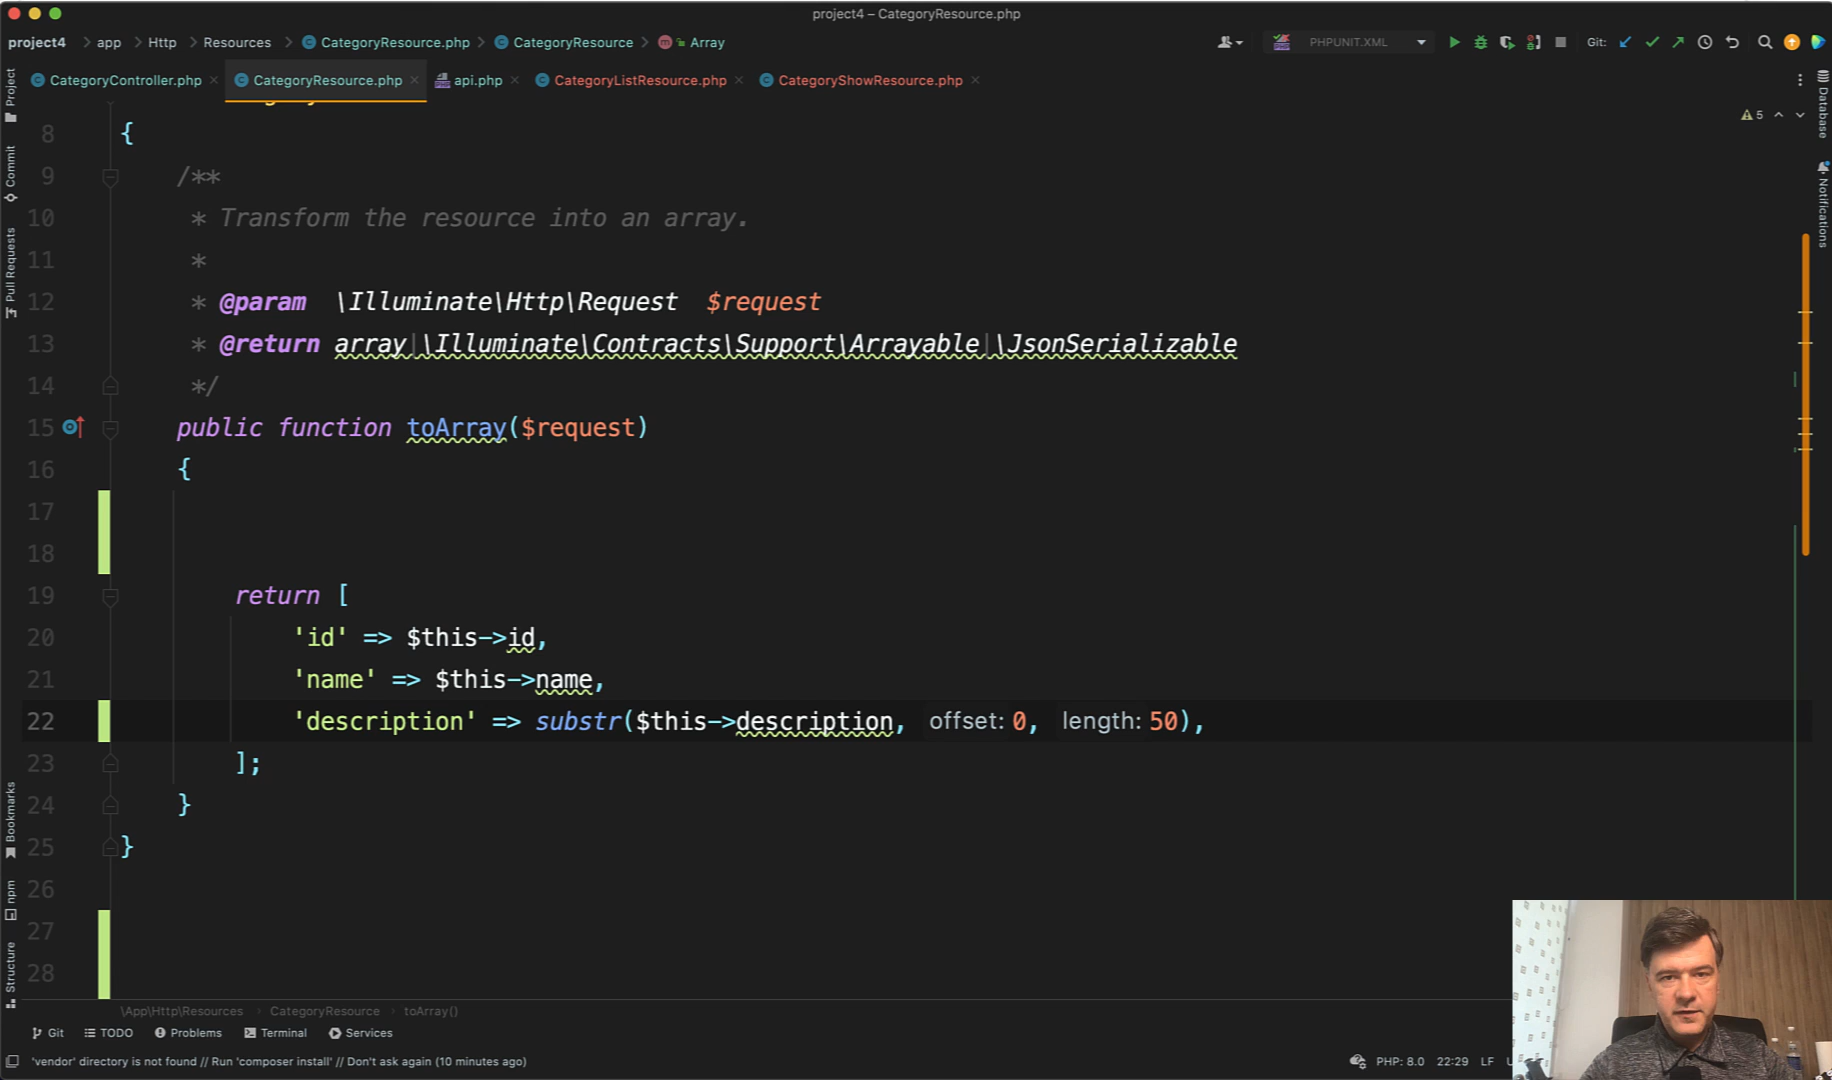 project4 – CategoryResource.php
project4 > app > Http > Resources > CategoryResource.php > CategoryResource > Array
PHPUNIT.XML
Git:
CategoryController.php
CategoryResource.php
api.php
CategoryListResource.php
CategoryShowResource.php
Project
Commit
Pull Requests
Bookmarks
npm
Structure
Database
Notifications
5
8 {
9 /**
10 * Transform the resource into an array.
11 *
12 * @param \Illuminate\Http\Request $request
13 * @return array|\Illuminate\Contracts\Support\Arrayable|\JsonSerializable
14 */
15 public function toArray($request)
16 {
17
18
19 return [
20 'id' => $this->id,
21 'name' => $this->name,
22 'description' => substr($this->description, offset: 0, length: 50),
23 ];
24 }
25 }
26
27
28
\App\Http\Resources > CategoryResource > toArray()
Git TODO Problems Terminal Services
'vendor' directory is not found // Run 'composer install' // Don't ask again (10 minutes ago)
PHP: 8.0 22:29 LF